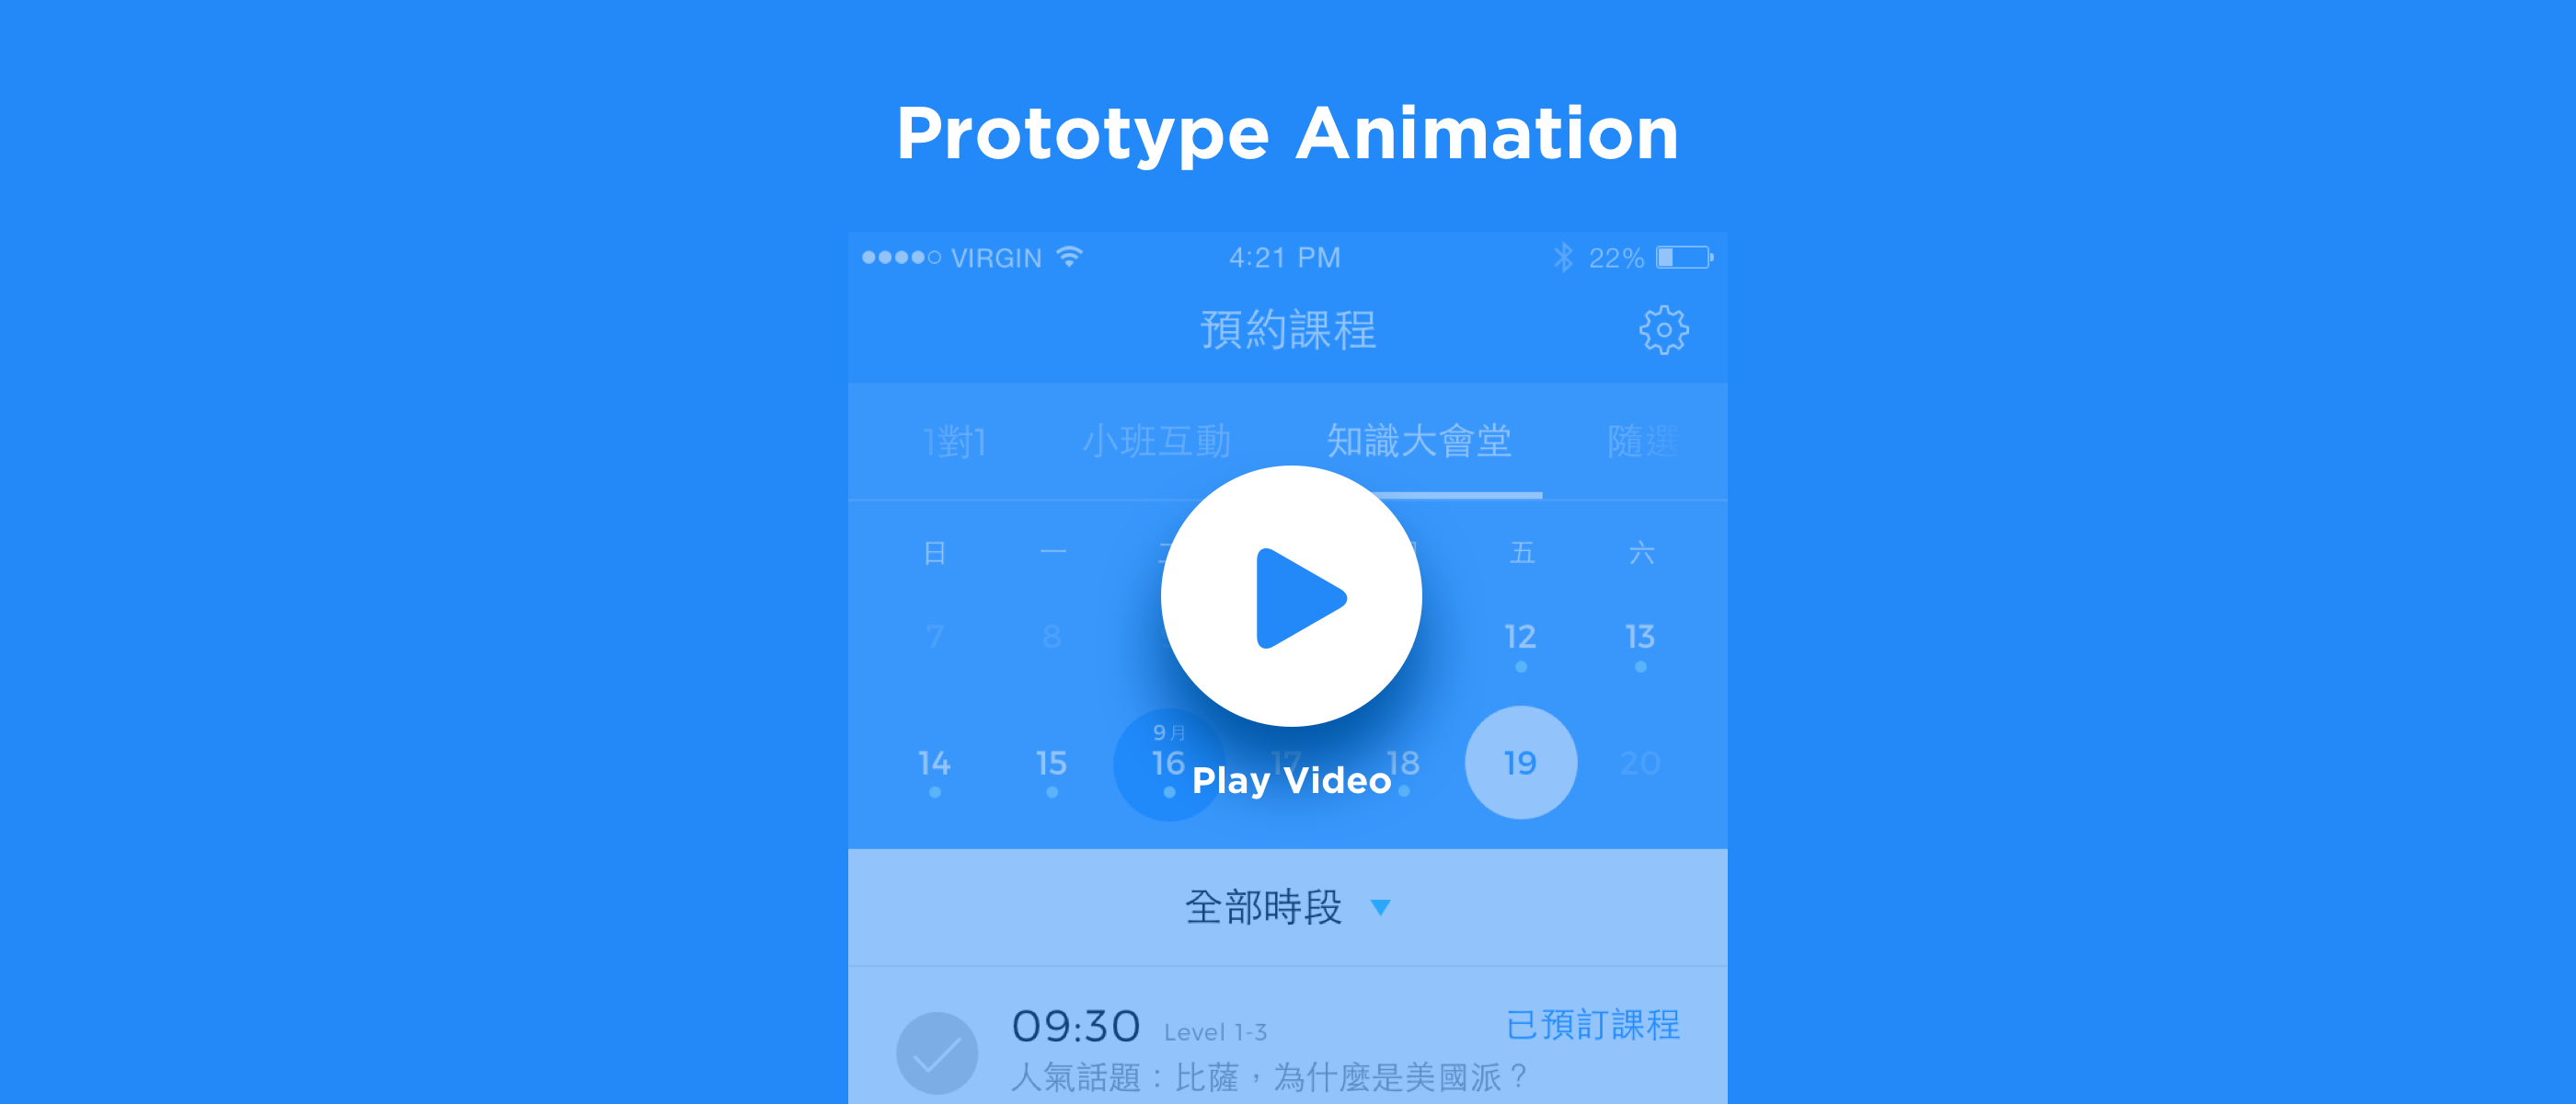 Prototype Animation
VIRGIN 4:21 PM 22%
預約課程
1對1 小班互動 知識大會堂 隨選
日 一 五 六
7 8 12 13
9月
14 15 16 17 18 19 20
Play Video
全部時段
09:30 Level 1-3 已預訂課程
人氣話題：比薩，為什麼是美國派？